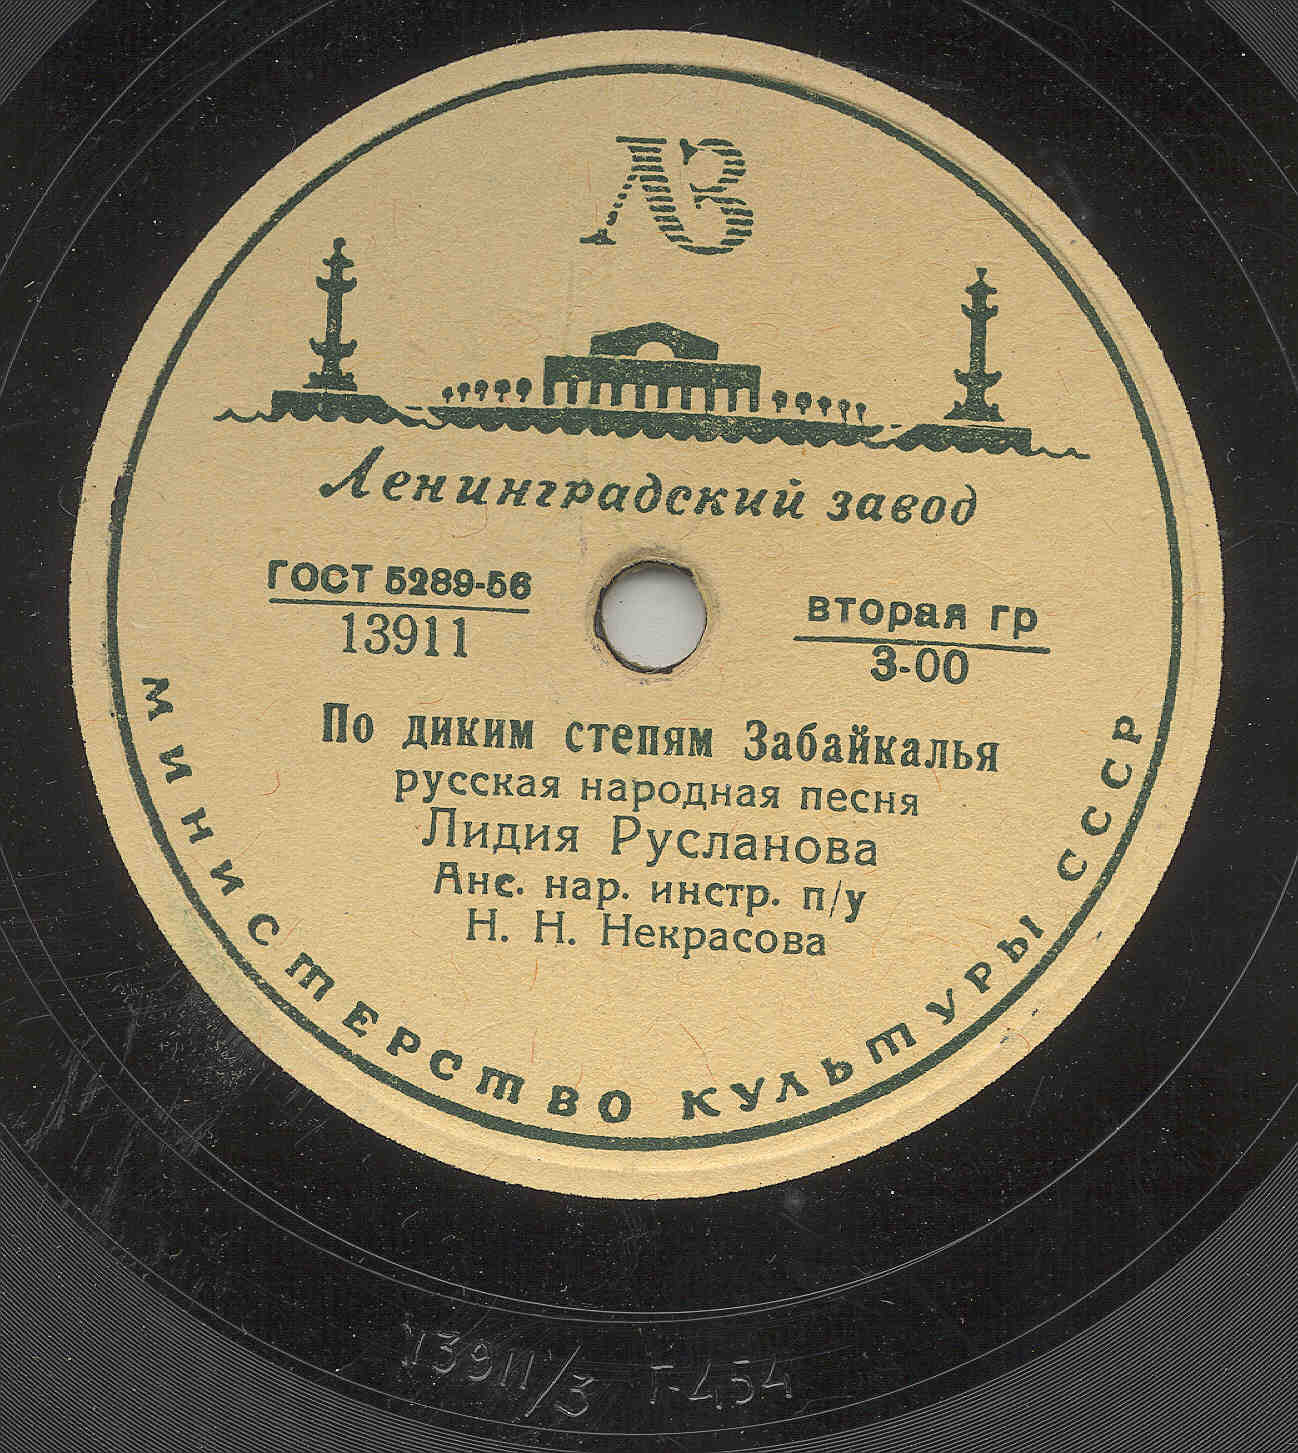 ЛЗ
Ленинградский завод
ГОСТ 5289-56
13911
вторая гр
3-00
По диким степям Забайкалья
русская народная песня
Лидия Русланова
Анс. нар. инстр. п/у
Н. Н. Некрасова
МИНИСТЕРСТВО КУЛЬТУРЫ СССР
13911/3 Г-454